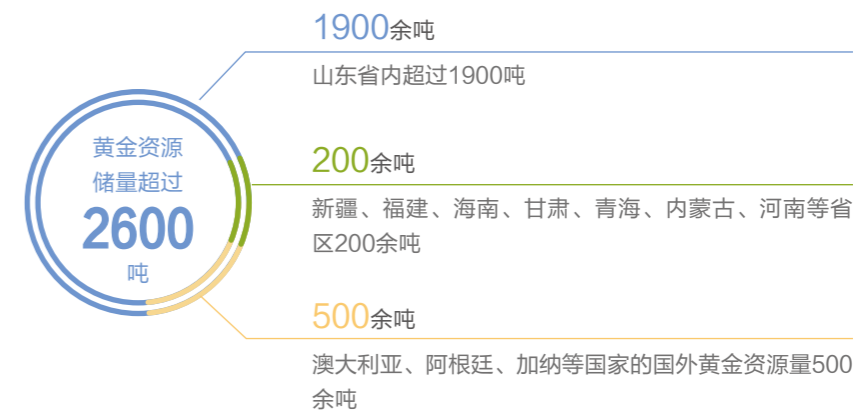 黄金资源
储量超过
2600
吨
1900余吨
山东省内超过1900吨
200余吨
新疆、福建、海南、甘肃、青海、内蒙古、河南等省
区200余吨
500余吨
澳大利亚、阿根廷、加纳等国家的国外黄金资源量500
余吨